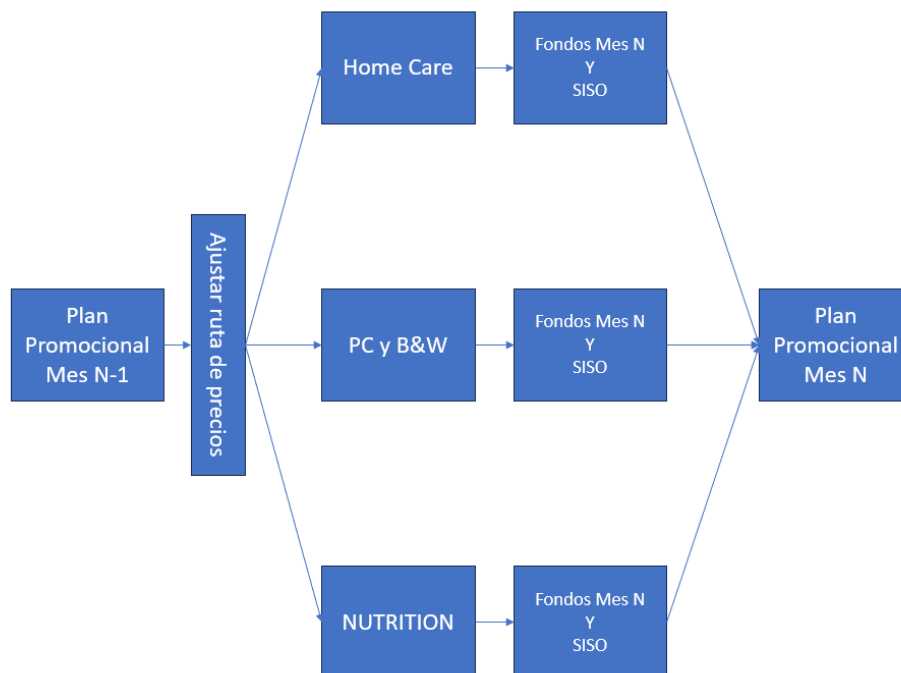 Plan
Promocional
Mes N-1
Ajustar ruta de precios
Home Care
Fondos Mes N
Y
SISO
PC y B&W
Fondos Mes N
Y
SISO
NUTRITION
Fondos Mes N
Y
SISO
Plan
Promocional
Mes N